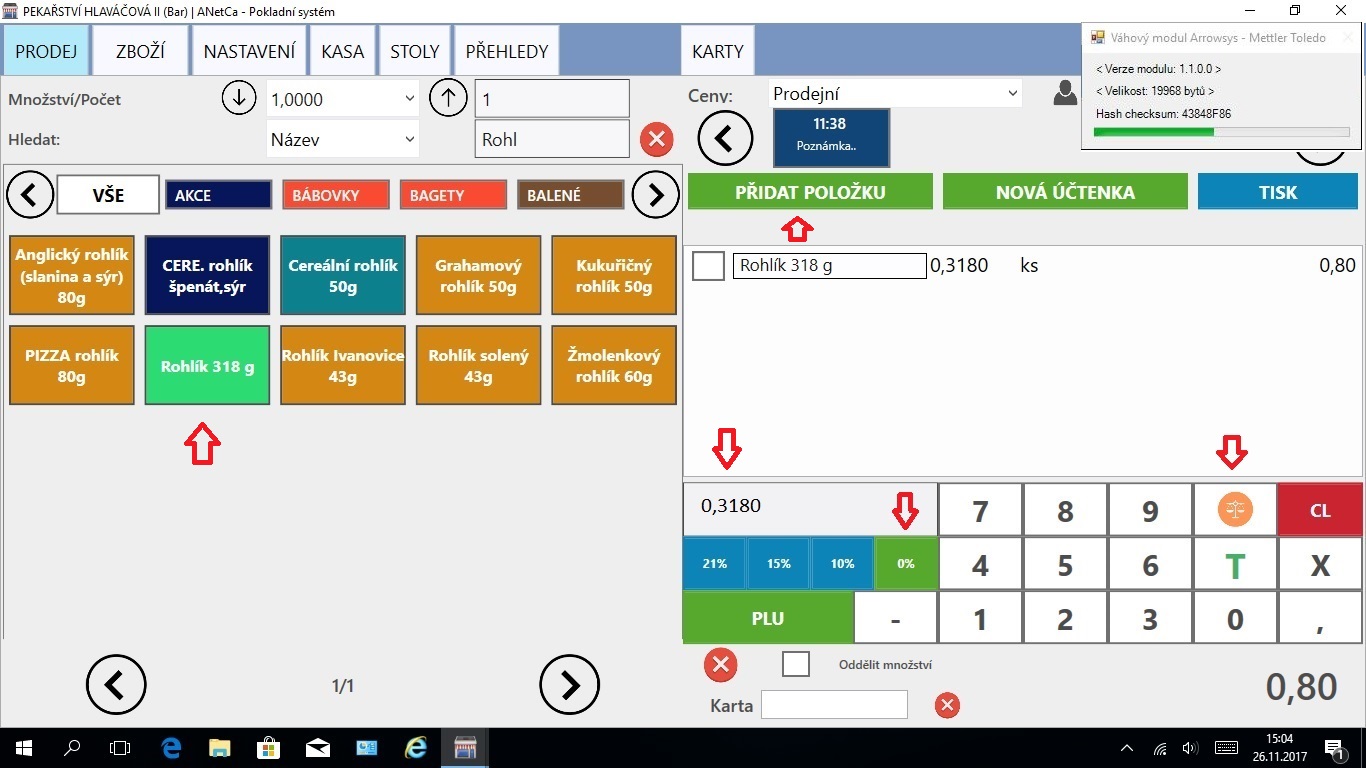 PEKAŘSTVÍ HLAVÁČOVÁ II (Bar) | ANetCa - Pokladní systém
PRODEJ
ZBOŽÍ
NASTAVENÍ
KASA
STOLY
PŘEHLEDY
KARTY
Váhový modul Arrowsys - Mettler Toledo
< Verze modulu: 1.1.0.0 >
< Velikost: 19968 bytů >
Hash checksum: 43848F86
Množství/Počet
1,0000
1
Hledat:
Název
Rohl
Ceny:
Prodejní
11:38
Poznámka..
VŠE
AKCE
BÁBOVKY
BAGETY
BALENÉ
PŘIDAT POLOŽKU
NOVÁ ÚČTENKA
TISK
Anglický rohlík
(slanina a sýr)
80g
CERE. rohlík
špenát,sýr
Cereální rohlík
50g
Grahamový
rohlík 50g
Kukuřičný
rohlík 50g
PIZZA rohlík
80g
Rohlík 318 g
Rohlík Ivanovice
43g
Rohlík solený
43g
Žmolenkový
rohlík 60g
Rohlík 318 g
0,3180
ks
0,80
0,3180
7
8
9
CL
21%
15%
10%
0%
4
5
6
T
X
PLU
-
1
2
3
0
,
1/1
Oddělit množství
Karta
0,80
15:04
26.11.2017
1